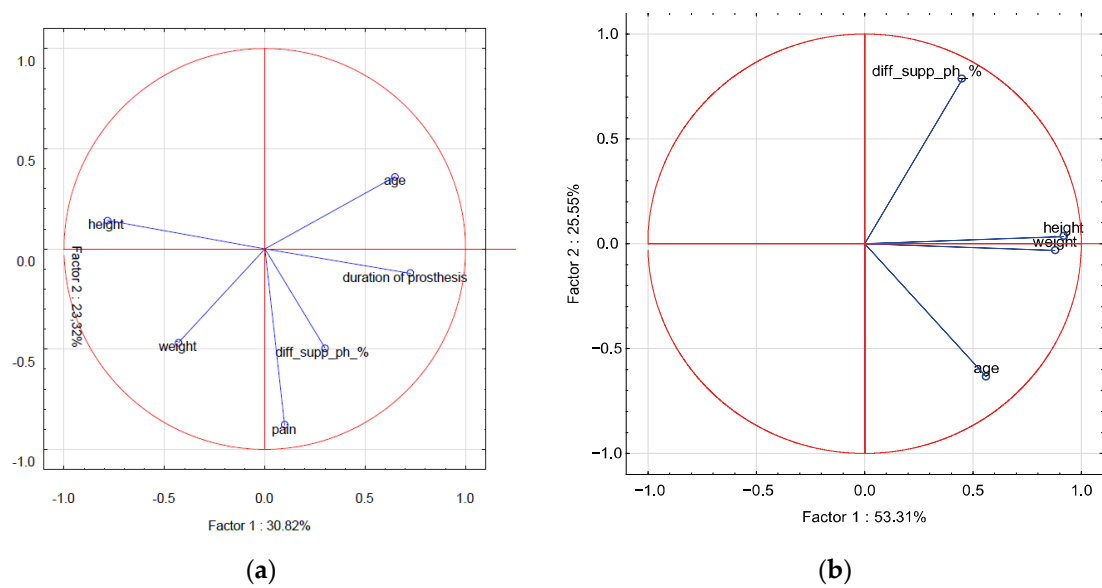 1.0
0.5
0.0
-0.5
-1.0
-1.0
-0.5
0.0
0.5
1.0
Factor 1 : 30.82%
Factor 2 : 23,32%
age
height
duration of prosthesis
weight
diff_supp_ph_%
pain
(a)
1.0
0.5
0.0
−0.5
−1.0
−1.0
−0.5
0.0
0.5
1.0
Factor 1 : 53.31%
Factor 2 : 25.55%
diff_supp_ph_%
height
weight
age
(b)